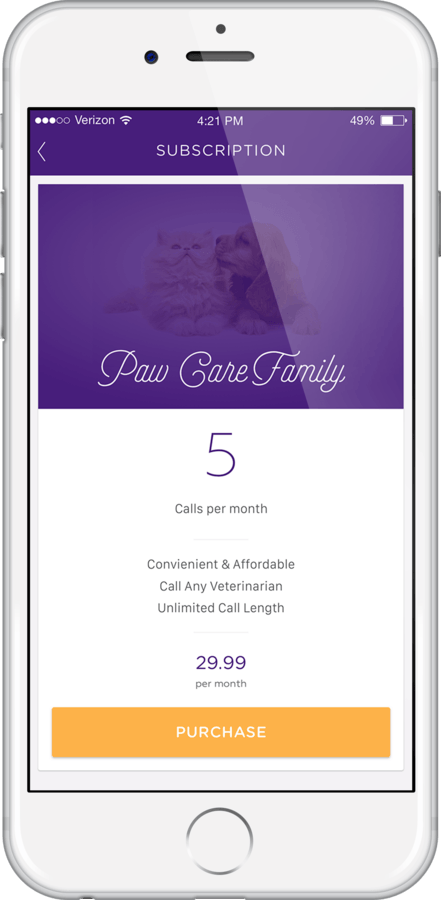 Verizon 4:21 PM 49%
SUBSCRIPTION
Paw Care Family
5
Calls per month
Convienient & Affordable
Call Any Veterinarian
Unlimited Call Length
29.99
per month
PURCHASE